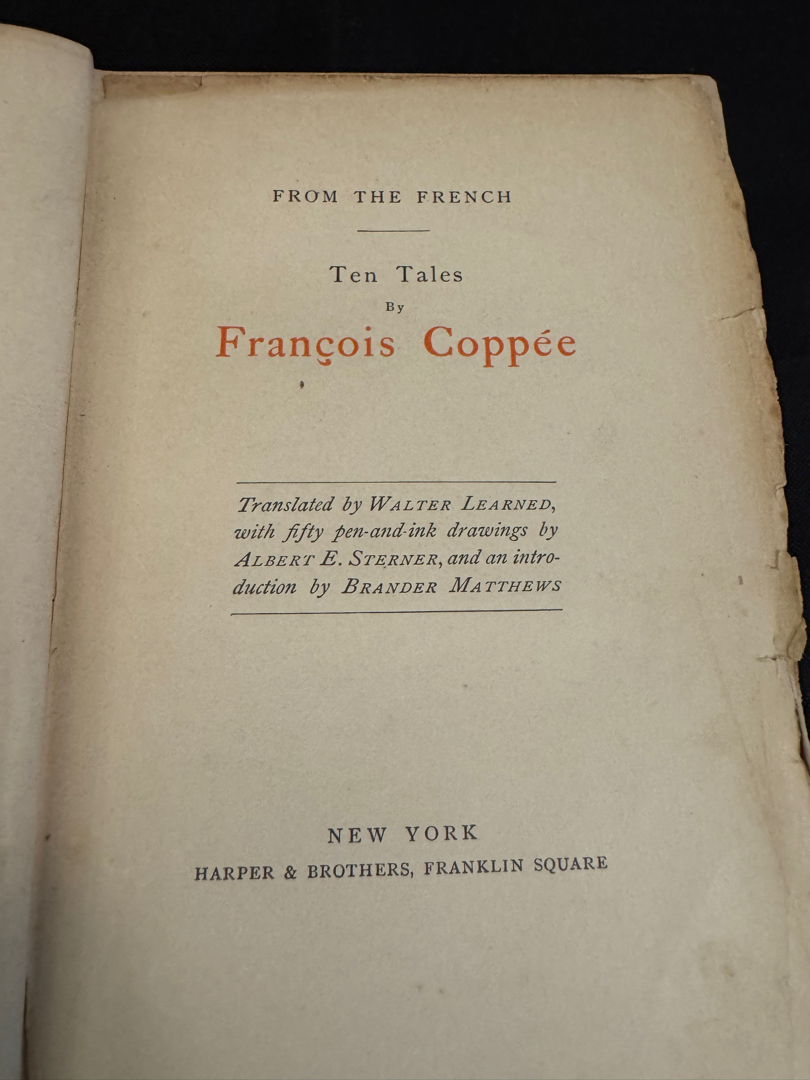 FROM THE FRENCH
Ten Tales
By
François Coppée
Translated by WALTER LEARNED,
with fifty pen-and-ink drawings by
ALBERT E. STERNER, and an intro-
duction by BRANDER MATTHEWS
NEW YORK
HARPER & BROTHERS, FRANKLIN SQUARE